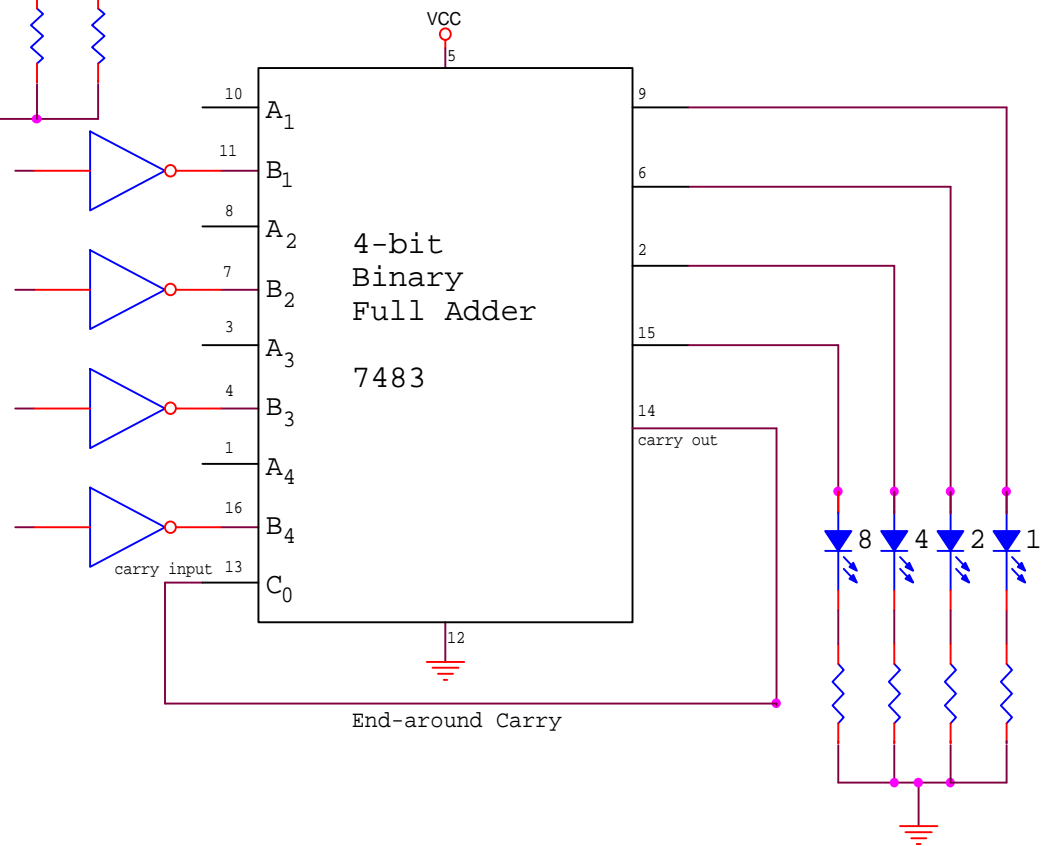 VCC
5
10
A1
9
11
B1
6
8
A2
4-bit
2
7
B2
Binary
Full Adder
3
A3
15
7483
4
B3
14
carry out
1
A4
16
B4
8 4 2 1
carry input 13
C0
12
End-around Carry